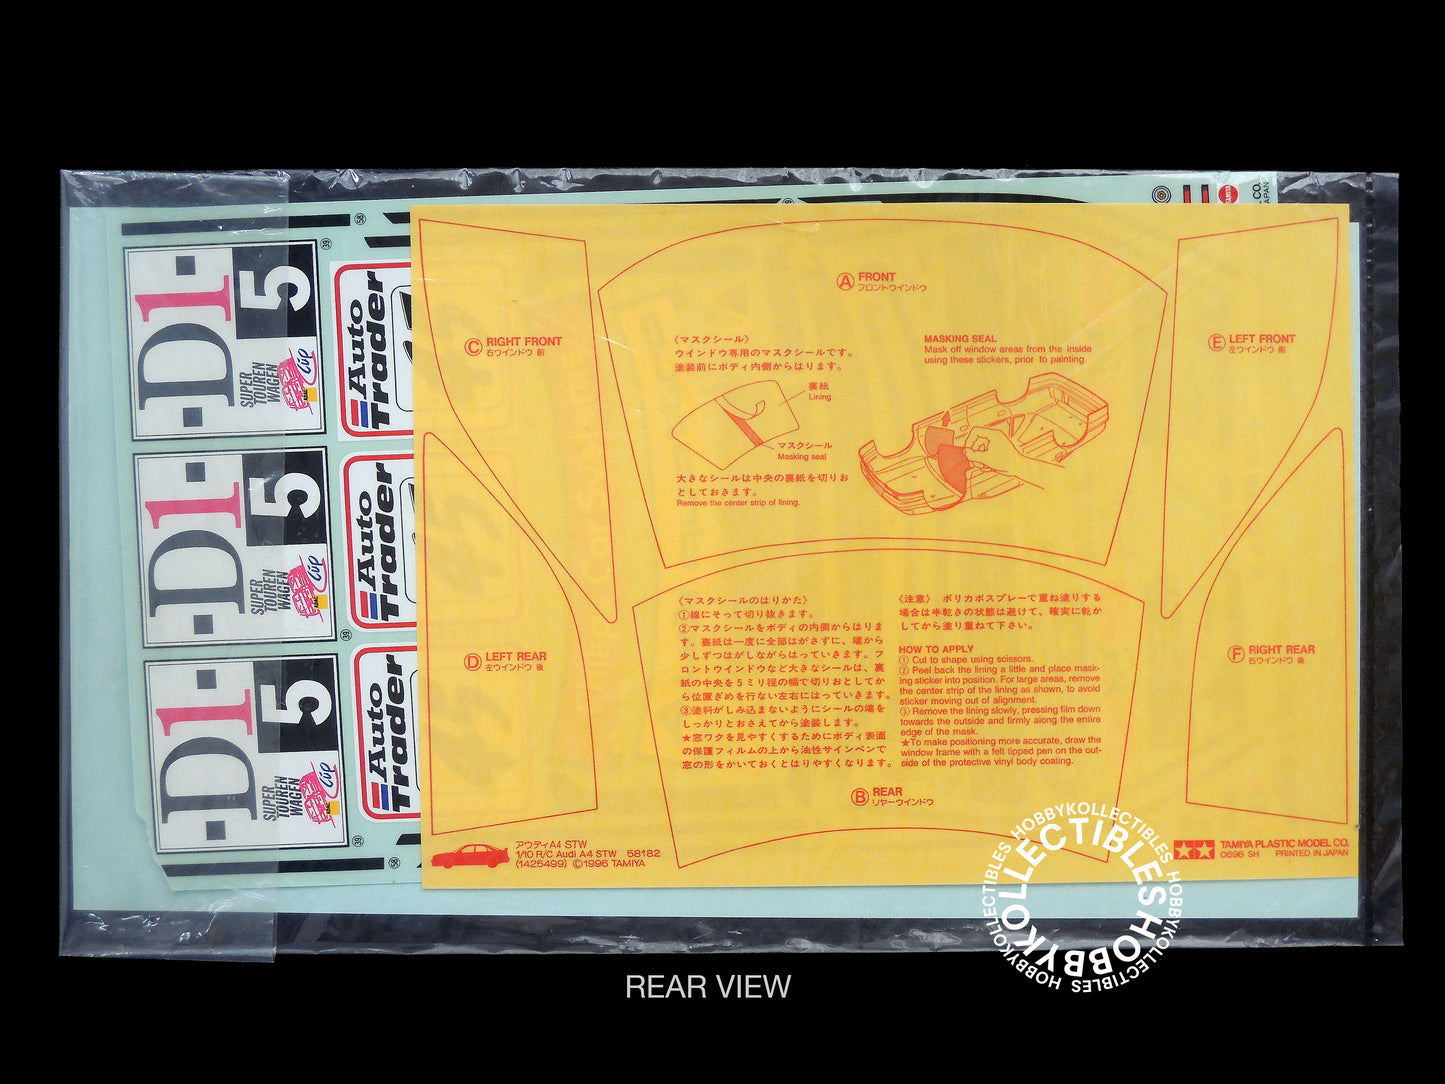 D1
5
SUPER
TOUREN
WAGEN
Cup
ADAC
39
58
Auto
Trader
D1
5
SUPER
TOUREN
WAGEN
Cup
ADAC
39
Auto
Trader
D1
5
SUPER
TOUREN
WAGEN
Cup
ADAC
39
58
Auto
Trader
CO.
JAPAN
Ⓐ FRONT
フロントウインドウ
Ⓒ RIGHT FRONT
右ウインドウ 前
Ⓔ LEFT FRONT
左ウインドウ 前
《マスクシール》
ウインドウ専用のマスクシールです。
塗装前にボディ内側からはります。
裏紙
Lining
マスクシール
Masking seal
大きなシールは中央の裏紙を切りお
としておきます。
Remove the center strip of lining.
MASKING SEAL
Mask off window areas from the inside
using these stickers, prior to painting.
Ⓓ LEFT REAR
左ウインドウ 後
Ⓕ RIGHT REAR
右ウインドウ 後
《マスクシールのはりかた》
①線にそって切り抜きます。
②マスクシールをボディの内側からはりま
す。裏紙は一度に全部はがさずに、端から
少しずつはがしながらはっていきます。フ
ロントウインドウなど大きなシールは、裏
紙の中央を5ミリ程の幅で切りおとしてか
ら位置ぎめを行ない左右にはっていきます。
③塗料がしみ込まないようにシールの端を
しっかりとおさえてから塗装します。
★窓ワクを見やすくするためにボディ表面
の保護フィルムの上から油性サインペンで
窓の形をかいておくとはりやすくなります。
《注意》 ポリカボスプレーで重ね塗りする
場合は半乾きの状態は避けて、確実に乾か
してから塗り重ねて下さい。
HOW TO APPLY
① Cut to shape using scissors.
② Peel back the lining a little and place mask-
ing sticker into position. For large areas, remove
the center strip of the lining as shown, to avoid
sticker moving out of alignment.
③ Remove the lining slowly, pressing film down
towards the outside and firmly along the entire
edge of the mask.
★To make positioning more accurate, draw the
window frame with a felt tipped pen on the out-
side of the protective vinyl body coating.
Ⓑ REAR
リヤーウインドウ
アウディA4 STW
1/10 R/C Audi A4 STW 58182
(1425499) ©1996 TAMIYA
TAMIYA PLASTIC MODEL CO.
0696 SH PRINTED IN JAPAN
HOBBYKOLLECTIBLES HOBBYKOLLECTIBLES HOBBYKOLLECTIBLES HOBBYKOLLECTIBLES
HOBBYKOLLECTIBLES
REAR VIEW